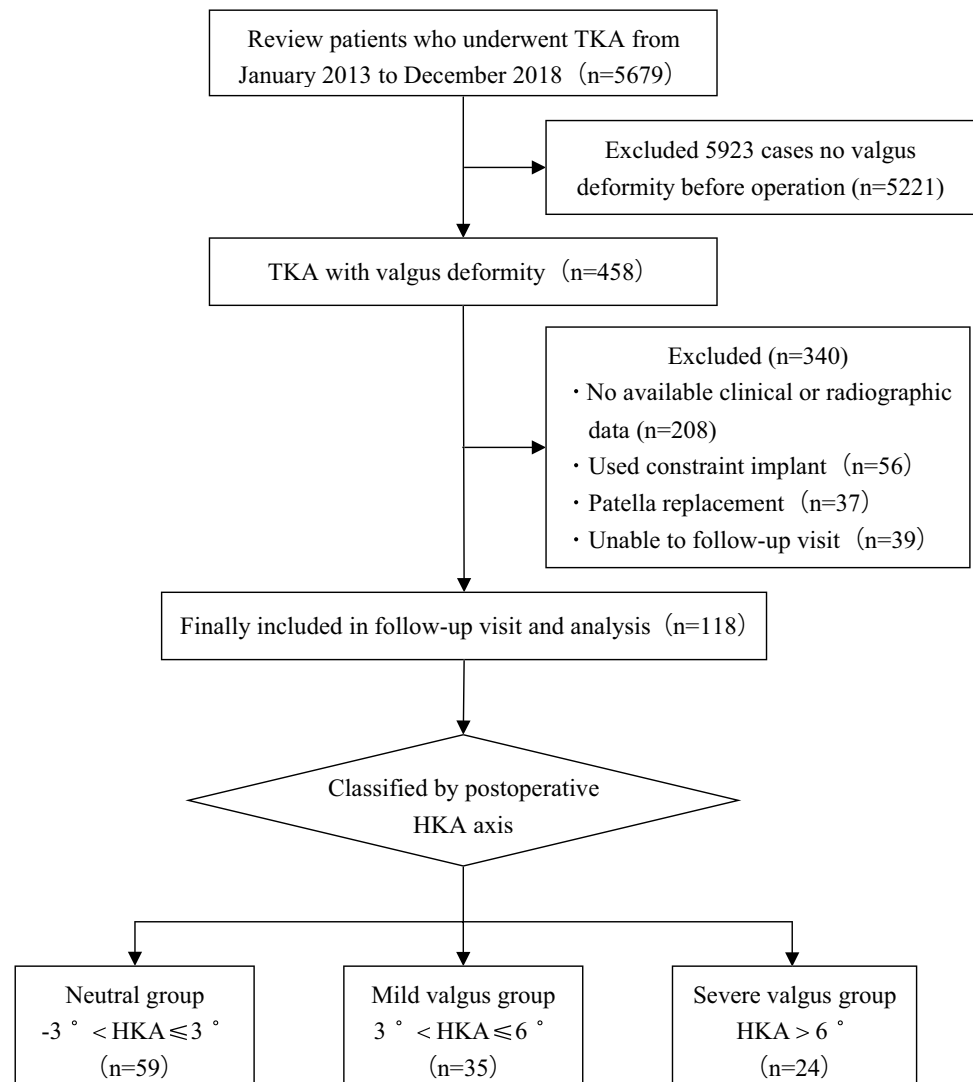 Review patients who underwent TKA from
January 2013 to December 2018（n=5679）
Excluded 5923 cases no valgus
deformity before operation (n=5221)
TKA with valgus deformity（n=458）
Excluded (n=340)
・No available clinical or radiographic
data (n=208)
・Used constraint implant（n=56）
・Patella replacement（n=37）
・Unable to follow-up visit（n=39）
Finally included in follow-up visit and analysis（n=118）
Classified by postoperative
HKA axis
Neutral group
-3 °＜HKA≤3 °
（n=59）
Mild valgus group
3 °＜HKA≤6 °
（n=35）
Severe valgus group
HKA＞6 °
（n=24）